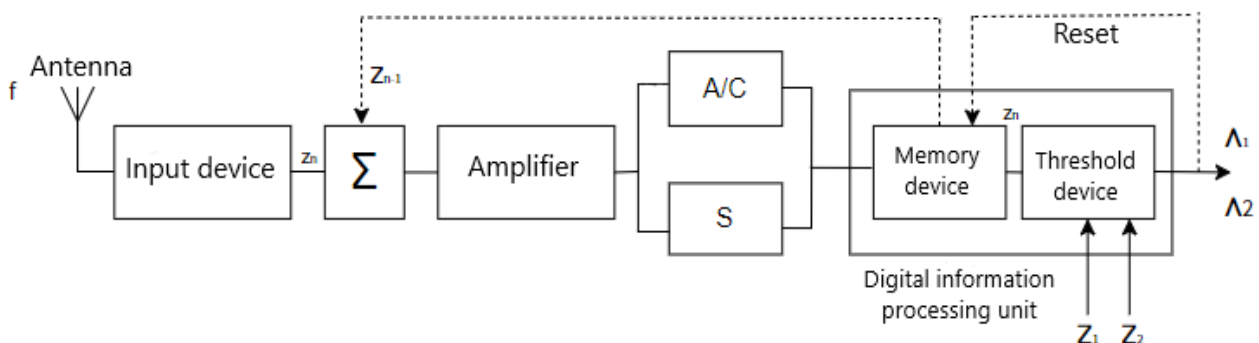 Reset
Antenna
f
Zn-1
A/C
Input device
Zn
Σ
Amplifier
Memory
device
Zn
Threshold
device
Λ1
Λ2
S
Digital information
processing unit
Z1
Z2